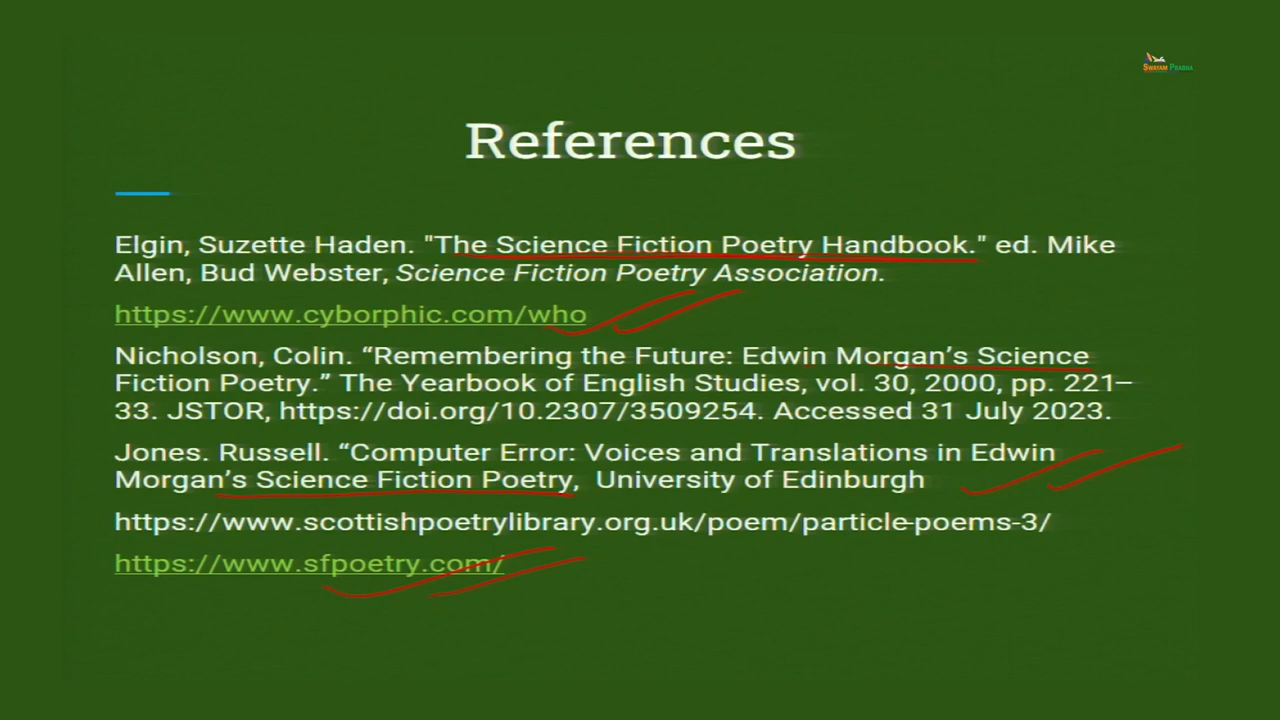 SWAYAM PRABHA
References
Elgin, Suzette Haden. "The Science Fiction Poetry Handbook." ed. Mike
Allen, Bud Webster, Science Fiction Poetry Association.
https://www.cyborphic.com/who
Nicholson, Colin. “Remembering the Future: Edwin Morgan’s Science
Fiction Poetry.” The Yearbook of English Studies, vol. 30, 2000, pp. 221–
33. JSTOR, https://doi.org/10.2307/3509254. Accessed 31 July 2023.
Jones. Russell. “Computer Error: Voices and Translations in Edwin
Morgan’s Science Fiction Poetry, University of Edinburgh
https://www.scottishpoetrylibrary.org.uk/poem/particle-poems-3/
https://www.sfpoetry.com/